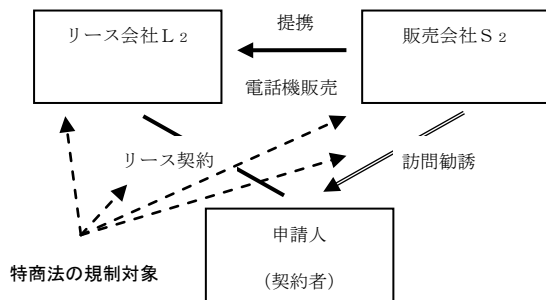 リース会社Ｌ₂
提携
販売会社Ｓ₂
電話機販売
リース契約
訪問勧誘
申請人
（契約者）
特商法の規制対象